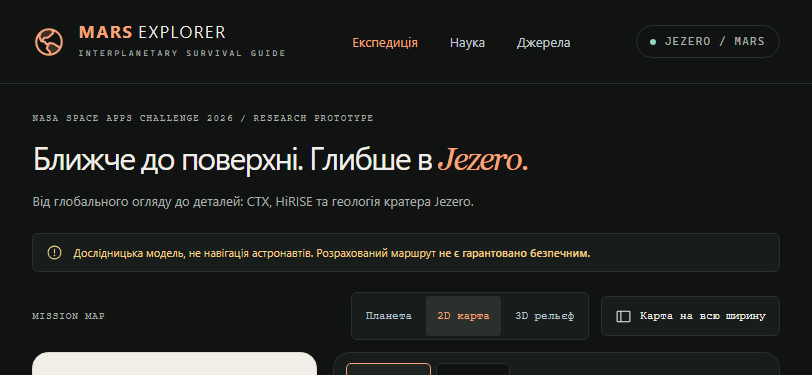 MARS EXPLORER
INTERPLANETARY SURVIVAL GUIDE
Експедиція Наука Джерела
JEZERO / MARS
NASA SPACE APPS CHALLENGE 2026 / RESEARCH PROTOTYPE
Ближче до поверхні. Глибше в Jezero.
Від глобального огляду до деталей: CTX, HiRISE та геологія кратера Jezero.
Дослідницька модель, не навігація астронавтів. Розрахований маршрут не є гарантовано безпечним.
MISSION MAP
Планета 2D карта 3D рельєф
Карта на всю ширину